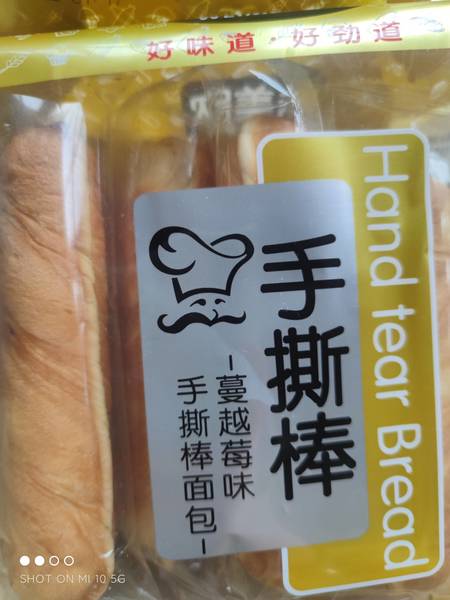 好味道·好劲道
Hand tear Bread
手撕棒
-蔓越莓味
手撕棒面包-
SHOT ON MI 10 5G